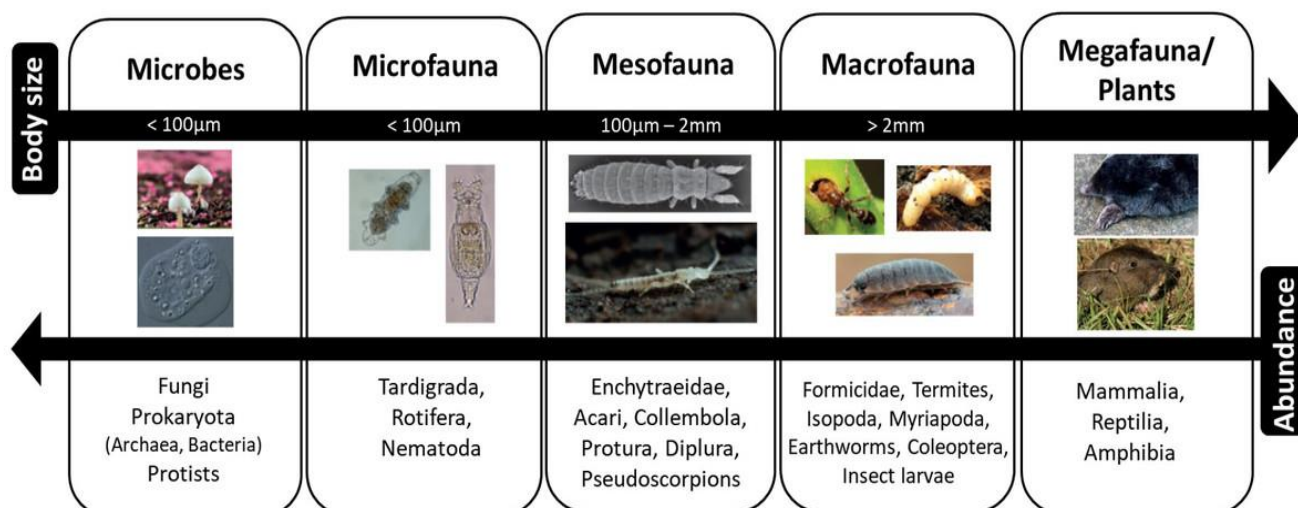 Body size
Microbes
Microfauna
Mesofauna
Macrofauna
Megafauna/
Plants
< 100µm
< 100µm
100µm – 2mm
> 2mm
Abundance
Fungi
Prokaryota
(Archaea, Bacteria)
Protists
Tardigrada,
Rotifera,
Nematoda
Enchytraeidae,
Acari, Collembola,
Protura, Diplura,
Pseudoscorpions
Formicidae, Termites,
Isopoda, Myriapoda,
Earthworms, Coleoptera,
Insect larvae
Mammalia,
Reptilia,
Amphibia